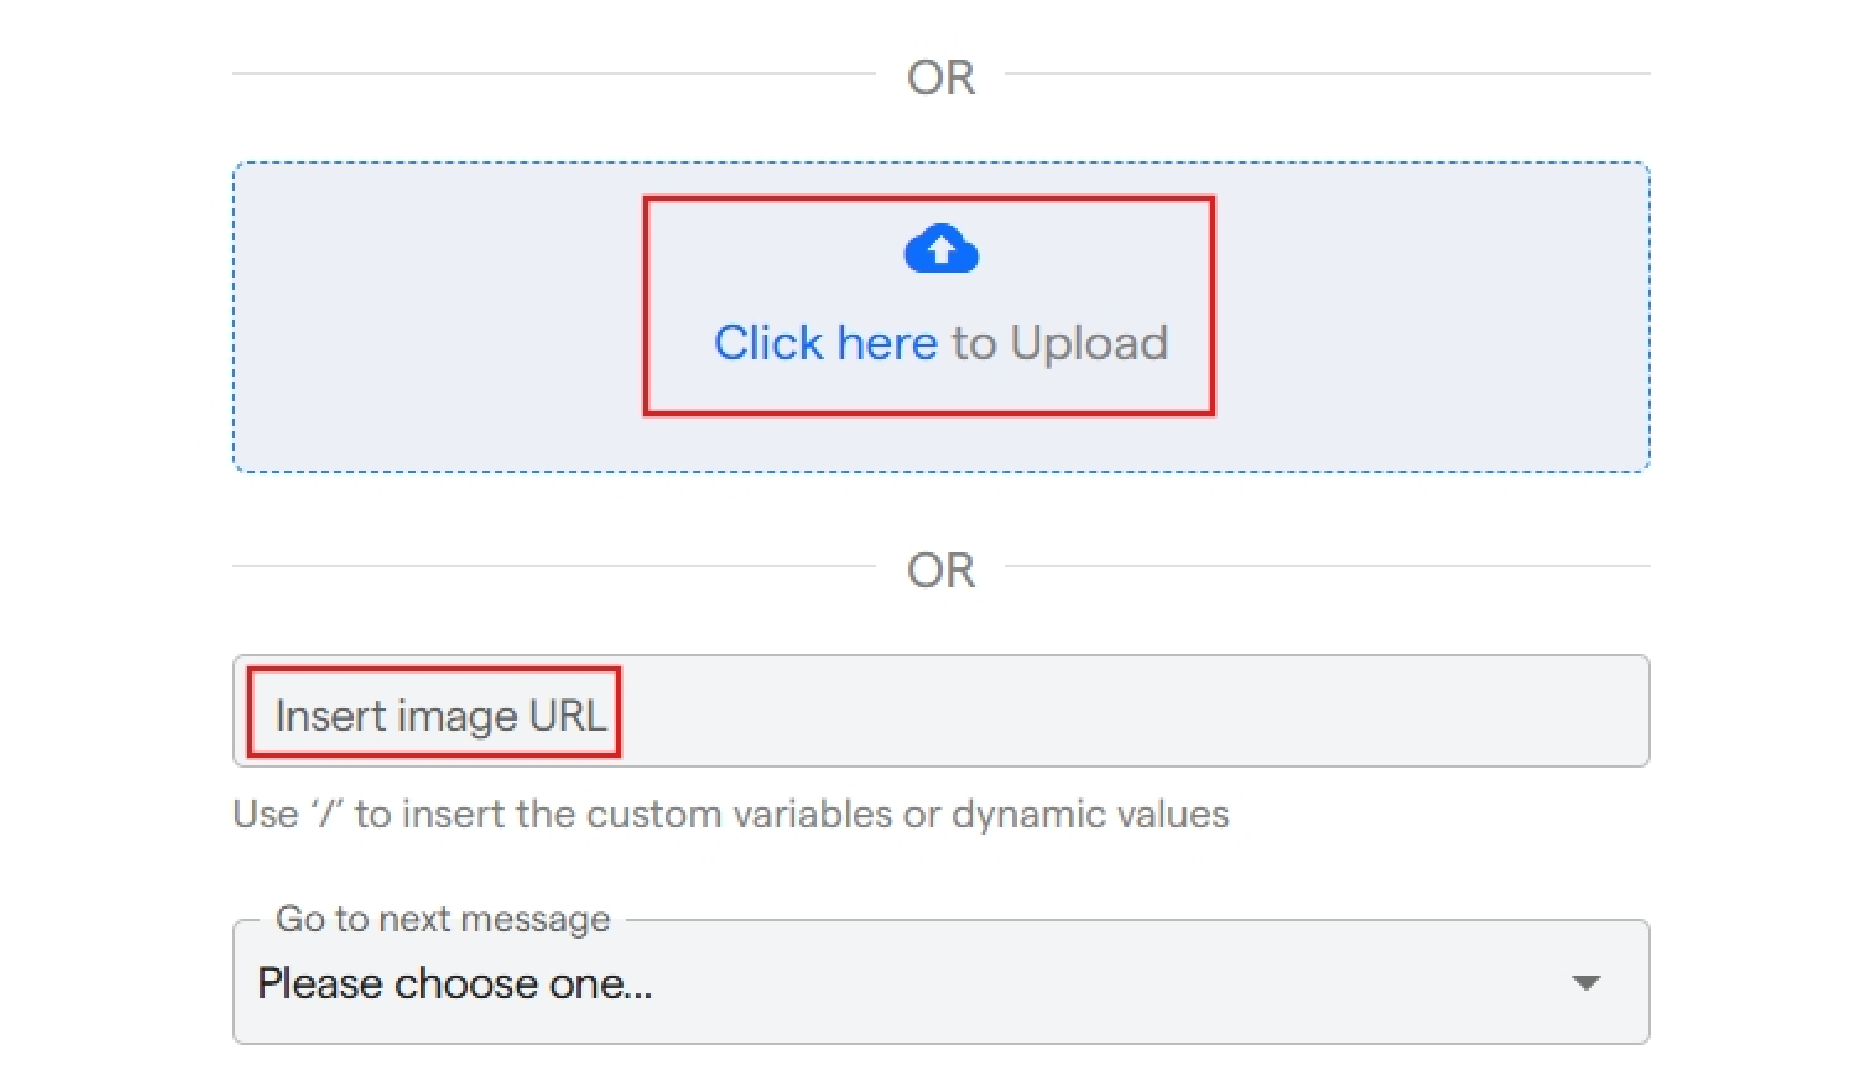 OR
Click here to Upload
OR
Insert image URL
Use ‘/’ to insert the custom variables or dynamic values
Go to next message
Please choose one...